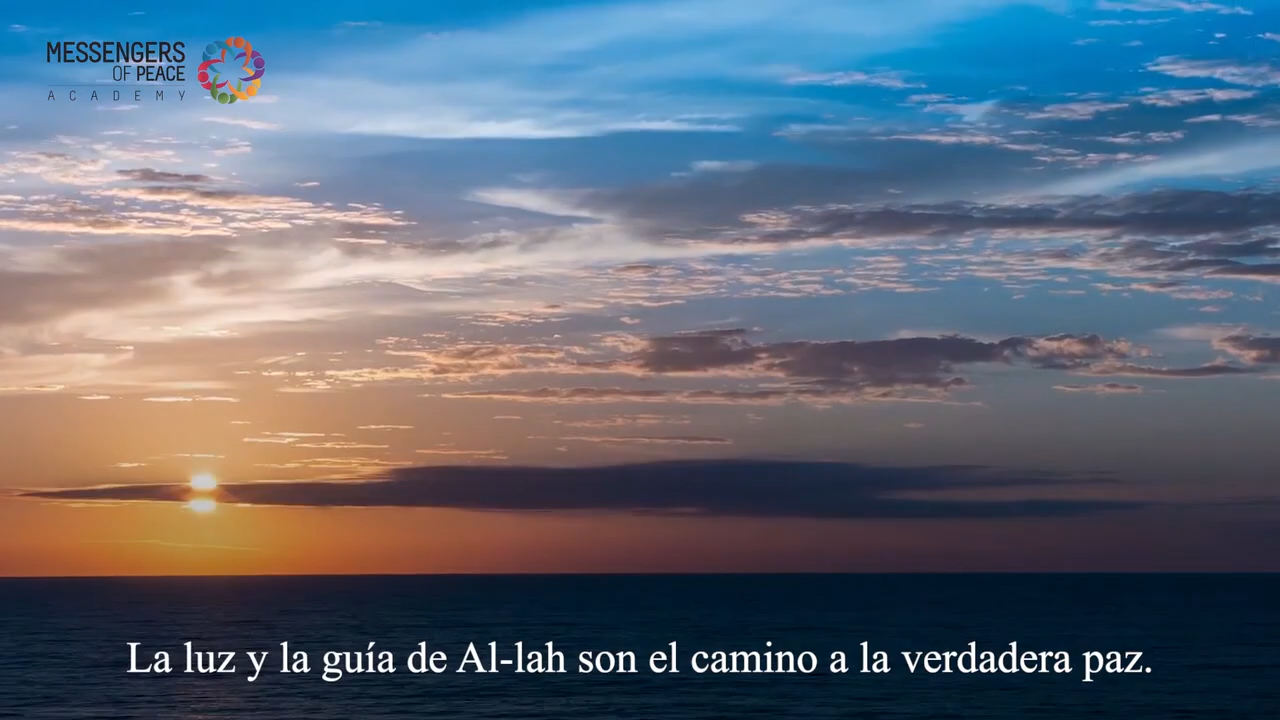 MESSENGERS
OF PEACE
ACADEMY
La luz y la guía de Al-lah son el camino a la verdadera paz.